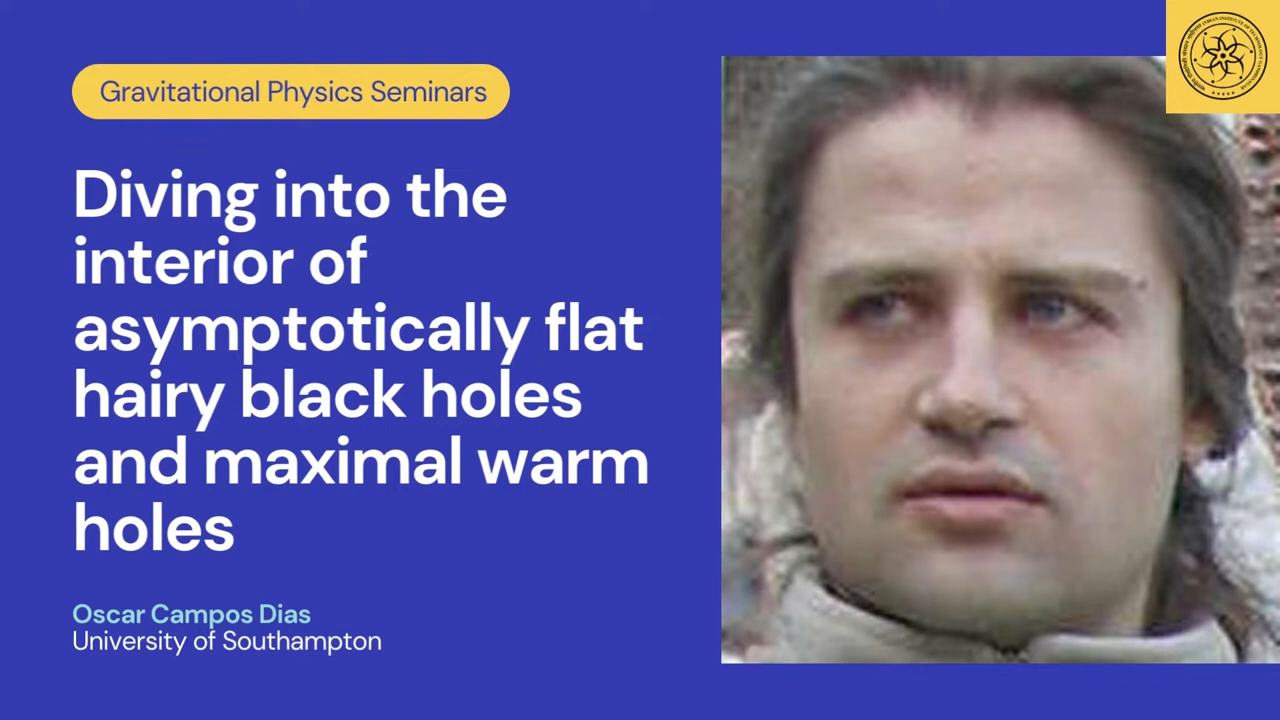 Gravitational Physics Seminars
Diving into the
interior of
asymptotically flat
hairy black holes
and maximal warm
holes
Oscar Campos Dias
University of Southampton